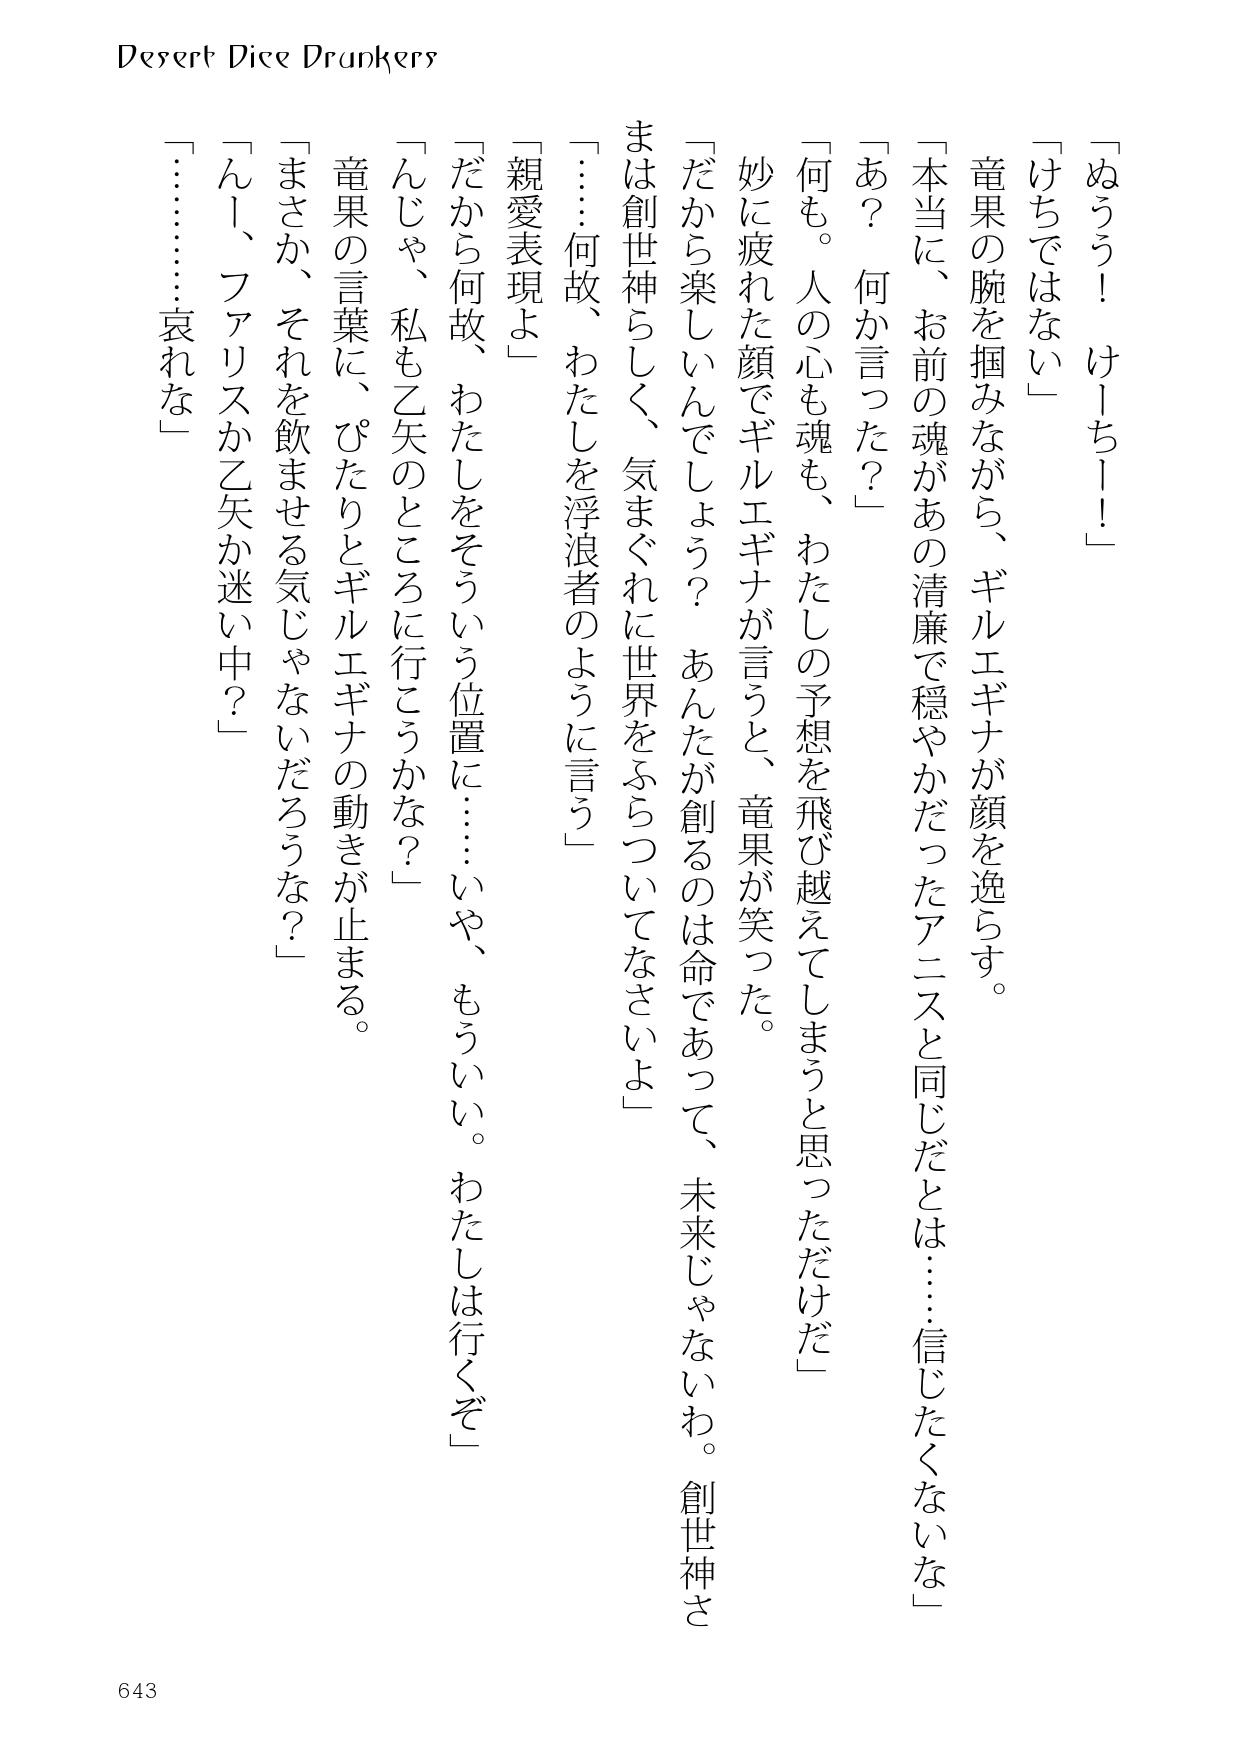 Desert Dice Drunkers
「ぬうう！　けーちー！」
「けちではない」
　竜果の腕を掴みながら、ギルエギナが顔を逸らす。
「本当に、お前の魂があの清廉で穏やかだったアニスと同じだとは……信じたくないな」
「あ？　何か言った？」
「何も。人の心も魂も、わたしの予想を飛び越えてしまうと思っただけだ」
　妙に疲れた顔でギルエギナが言うと、竜果が笑った。
「だから楽しいんでしょう？　あんたが創るのは命であって、未来じゃないわ。創世神さ
まは創世神らしく、気まぐれに世界をふらついてなさいよ」
「……何故、わたしを浮浪者のように言う」
「親愛表現よ」
「だから何故、わたしをそういう位置に……いや、もういい。わたしは行くぞ」
「んじゃ、私も乙矢のところに行こうかな？」
　竜果の言葉に、ぴたりとギルエギナの動きが止まる。
「まさか、それを飲ませる気じゃないだろうな？」
「んー、ファリスか乙矢か迷い中？」
「…………哀れな」
643